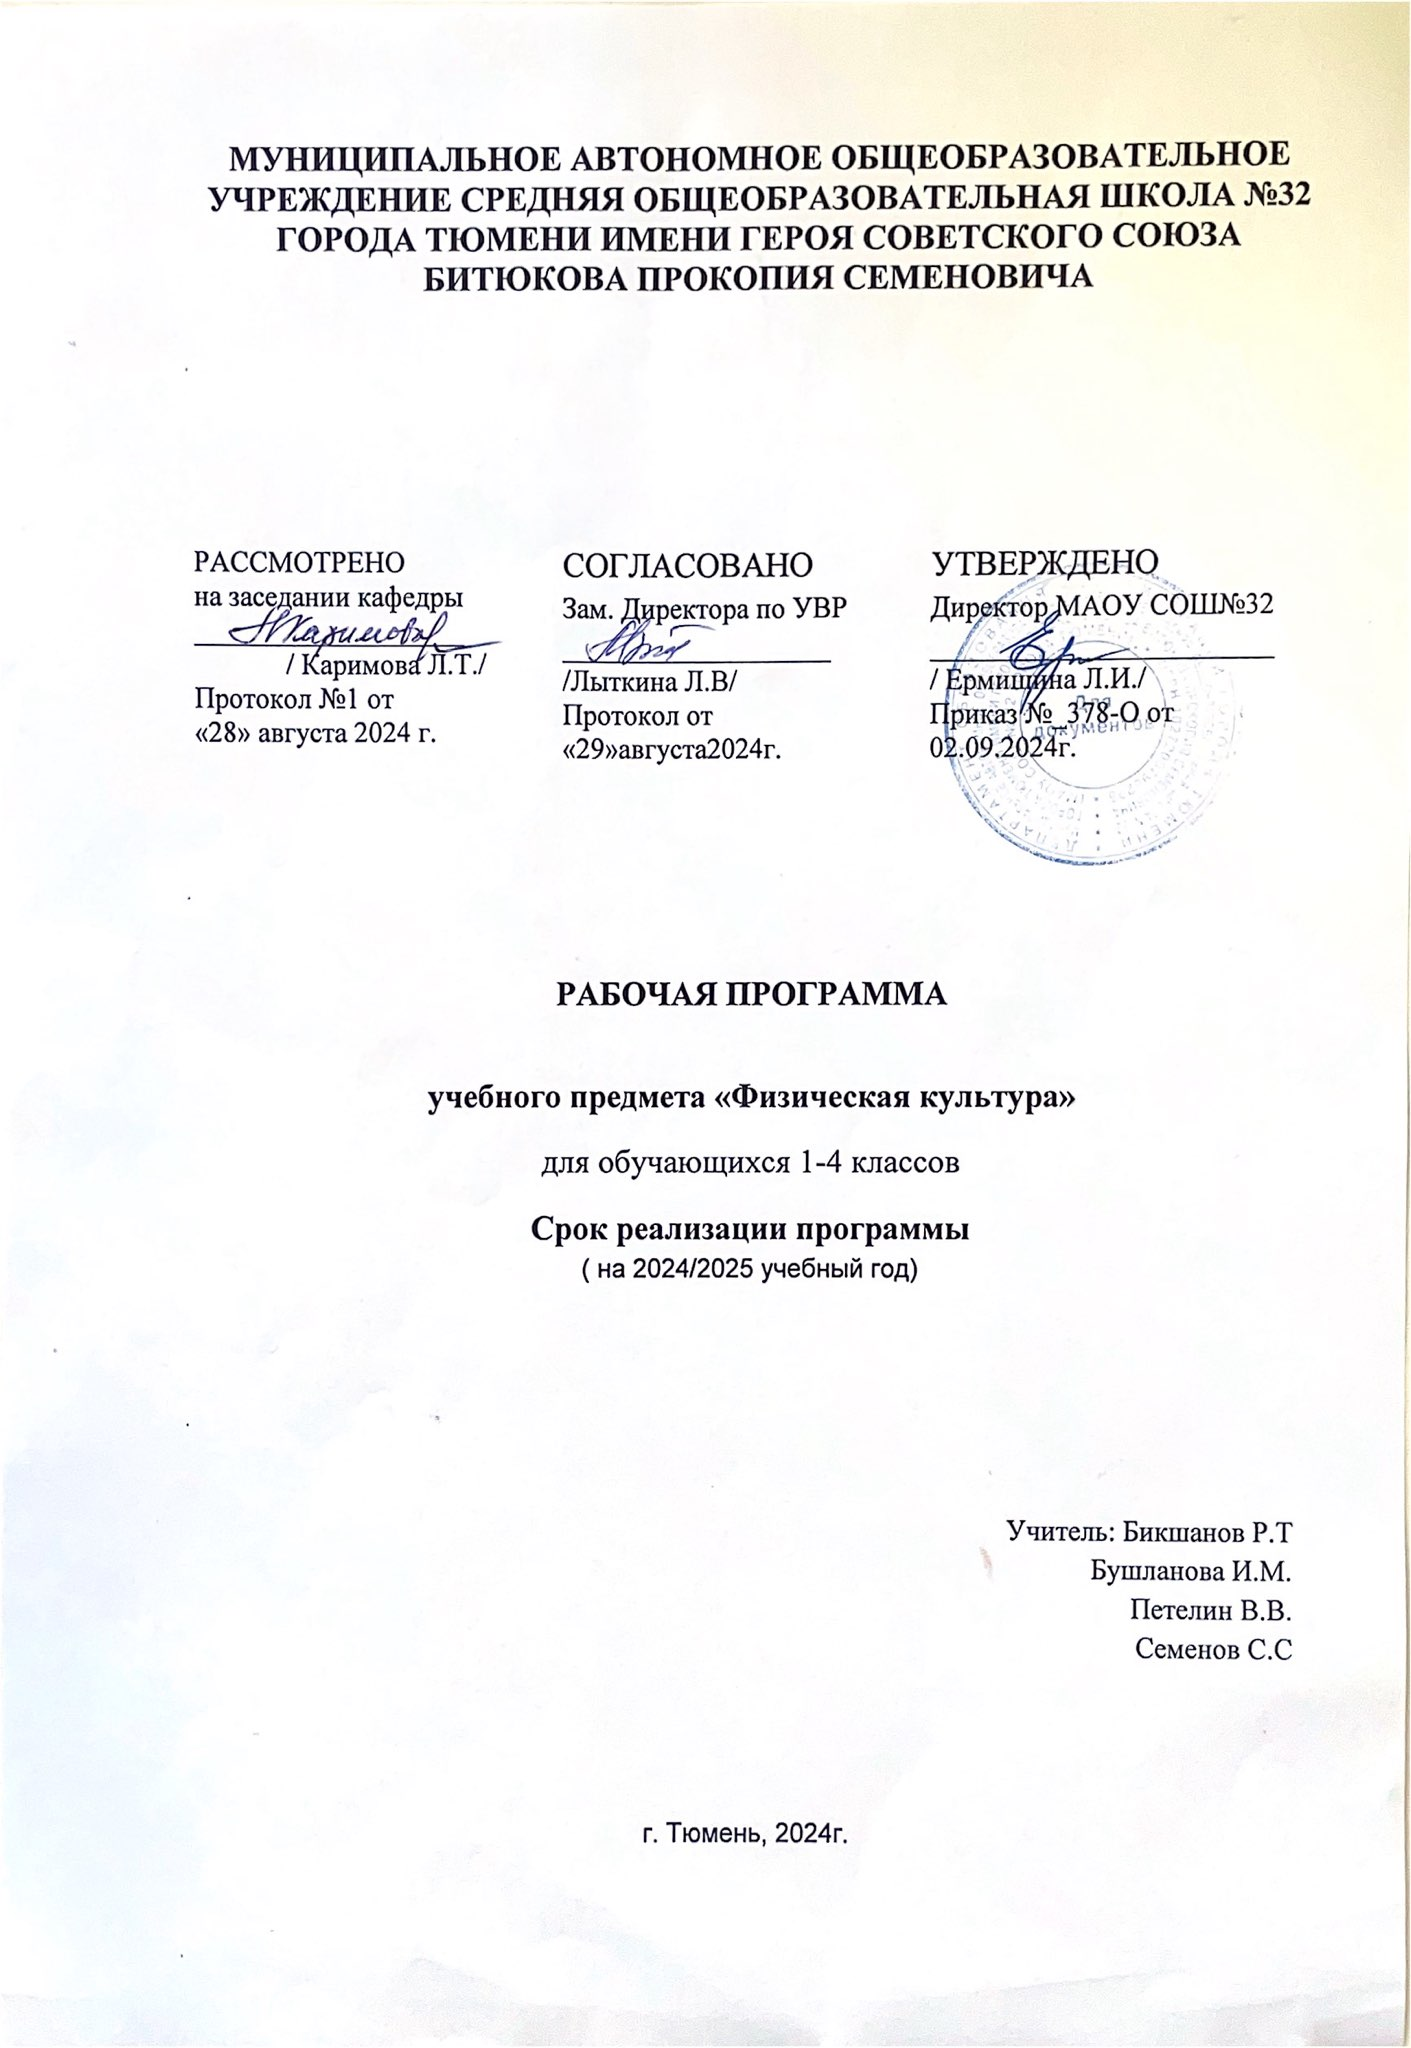 МУНИЦИПАЛЬНОЕ АВТОНОМНОЕ ОБЩЕОБРАЗОВАТЕЛЬНОЕ
УЧРЕЖДЕНИЕ СРЕДНЯЯ ОБЩЕОБРАЗОВАТЕЛЬНАЯ ШКОЛА №32
ГОРОДА ТЮМЕНИ ИМЕНИ ГЕРОЯ СОВЕТСКОГО СОЮЗА
БИТЮКОВА ПРОКОПИЯ СЕМЕНОВИЧА
РАССМОТРЕНО
на заседании кафедры
/ Каримова Л.Т./
Протокол №1 от
«28» августа 2024 г.
СОГЛАСОВАНО
Зам. Директора по УВР
/Лыткина Л.В/
Протокол от
«29»августа2024г.
УТВЕРЖДЕНО
Директор МАОУ СОШ№32
/ Ермишина Л.И./
Приказ №_378-О от
02.09.2024г.
Для
документов
РАБОЧАЯ ПРОГРАММА
учебного предмета «Физическая культура»
для обучающихся 1-4 классов
Срок реализации программы
( на 2024/2025 учебный год)
Учитель: Бикшанов Р.Т
Бушланова И.М.
Петелин В.В.
Семенов С.С
г. Тюмень, 2024г.